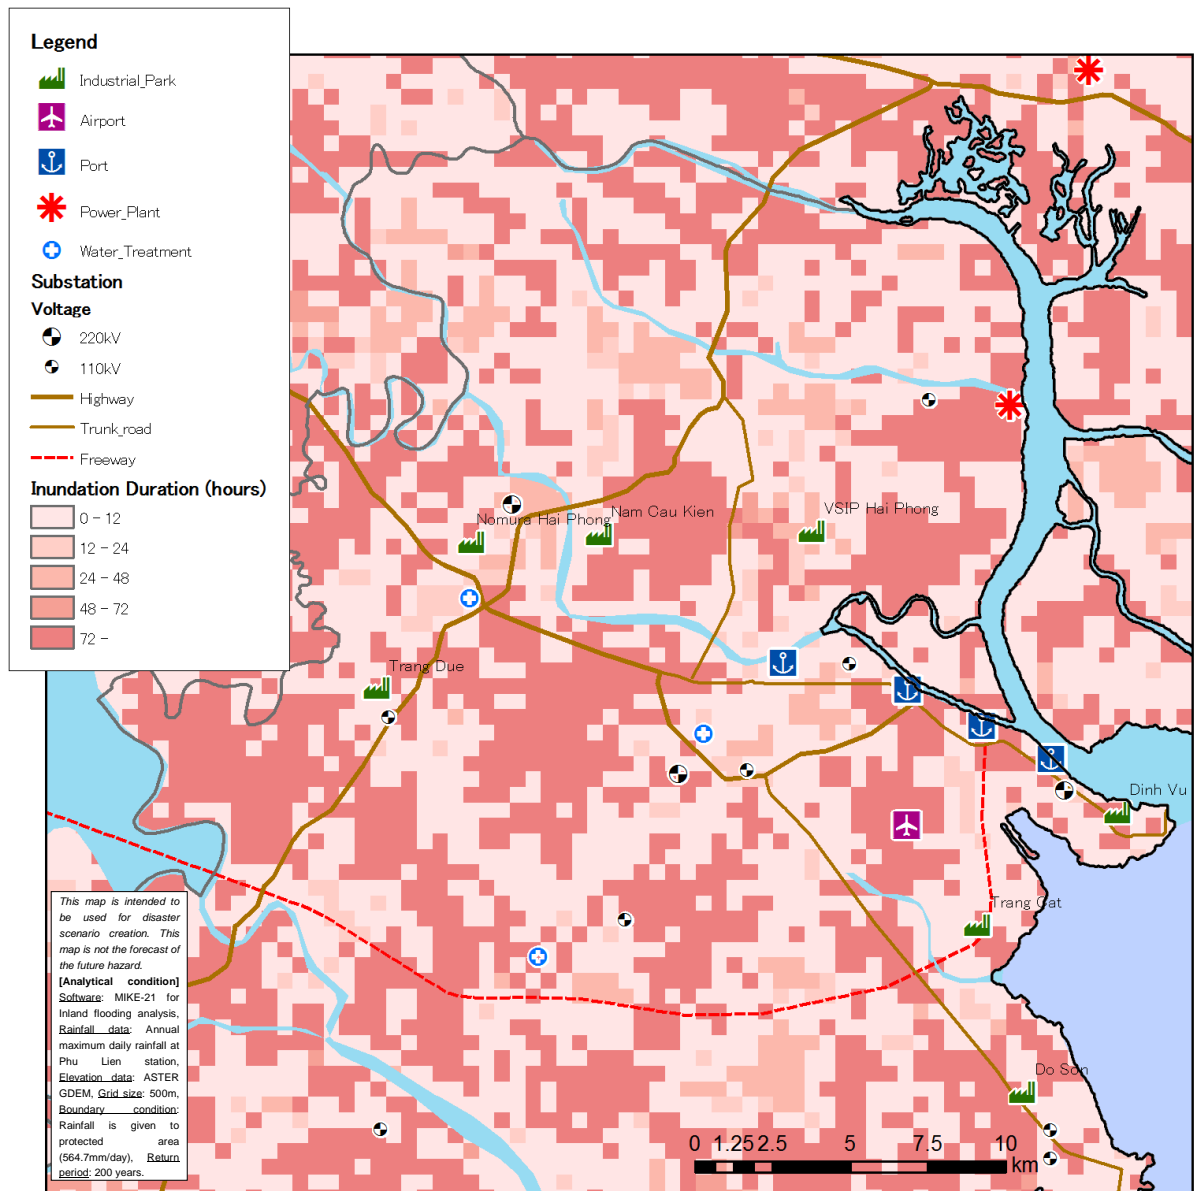 Legend
Industrial_Park
Airport
Port
Power_Plant
Water_Treatment
Substation
Voltage
220kV
110kV
Highway
Trunk_road
Freeway
Inundation Duration (hours)
0 - 12
12 - 24
24 - 48
48 - 72
72 -
Nomura Hai Phong
Nam Cau Kien
VSIP Hai Phong
Trang Due
Dinh Vu
Trang Cat
Do Son
This map is intended to
be used for disaster
scenario creation. This
map is not the forecast of
the future hazard.
[Analytical condition]
Software: MIKE-21 for
Inland flooding analysis,
Rainfall data: Annual
maximum daily rainfall at
Phu Lien station,
Elevation data: ASTER
GDEM, Grid size: 500m,
Boundary condition:
Rainfall is given to
protected area
(564.7mm/day), Return
period: 200 years.
0 1.25 2.5 5 7.5 10
km